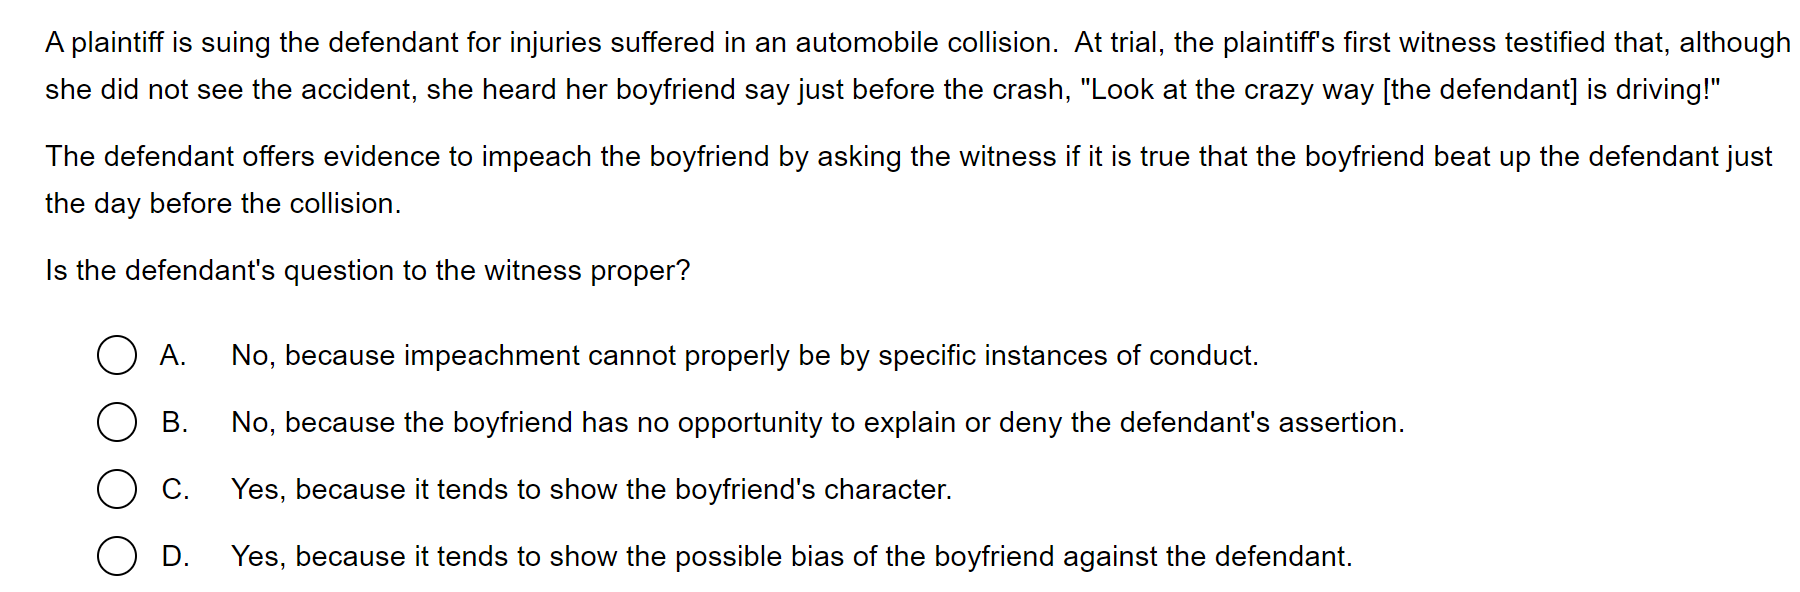 A plaintiff is suing the defendant for injuries suffered in an automobile collision.  At trial, the plaintiff's first witness testified that, although
she did not see the accident, she heard her boyfriend say just before the crash, "Look at the crazy way [the defendant] is driving!"
The defendant offers evidence to impeach the boyfriend by asking the witness if it is true that the boyfriend beat up the defendant just
the day before the collision.
Is the defendant's question to the witness proper?
A. No, because impeachment cannot properly be by specific instances of conduct.
B. No, because the boyfriend has no opportunity to explain or deny the defendant's assertion.
C. Yes, because it tends to show the boyfriend's character.
D. Yes, because it tends to show the possible bias of the boyfriend against the defendant.